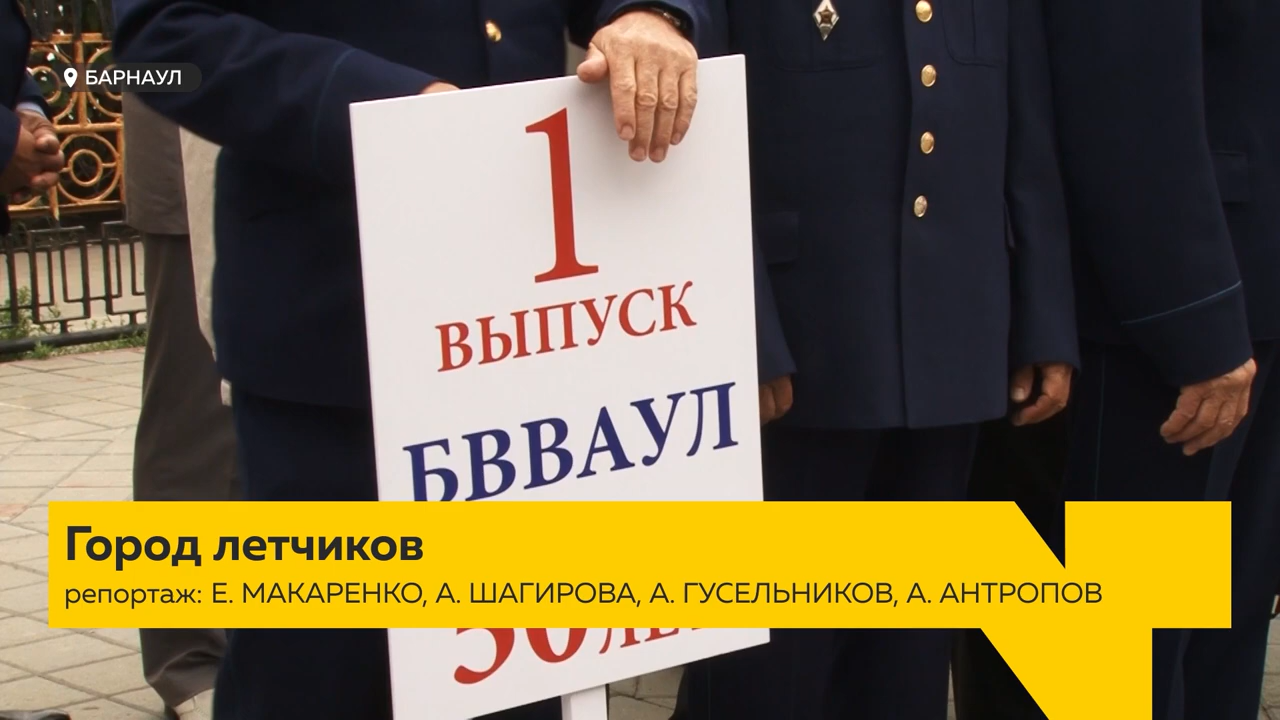 БАРНАУЛ
1
ВЫПУСК
БВВАУЛ
Город летчиков
репортаж: Е. МАКАРЕНКО, А. ШАГИРОВА, А. ГУСЕЛЬНИКОВ, А. АНТРОПОВ